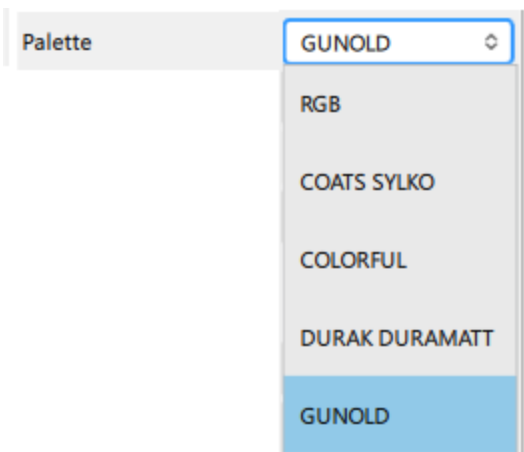 Palette
GUNOLD
RGB
COATS SYLKO
COLORFUL
DURAK DURAMATT
GUNOLD